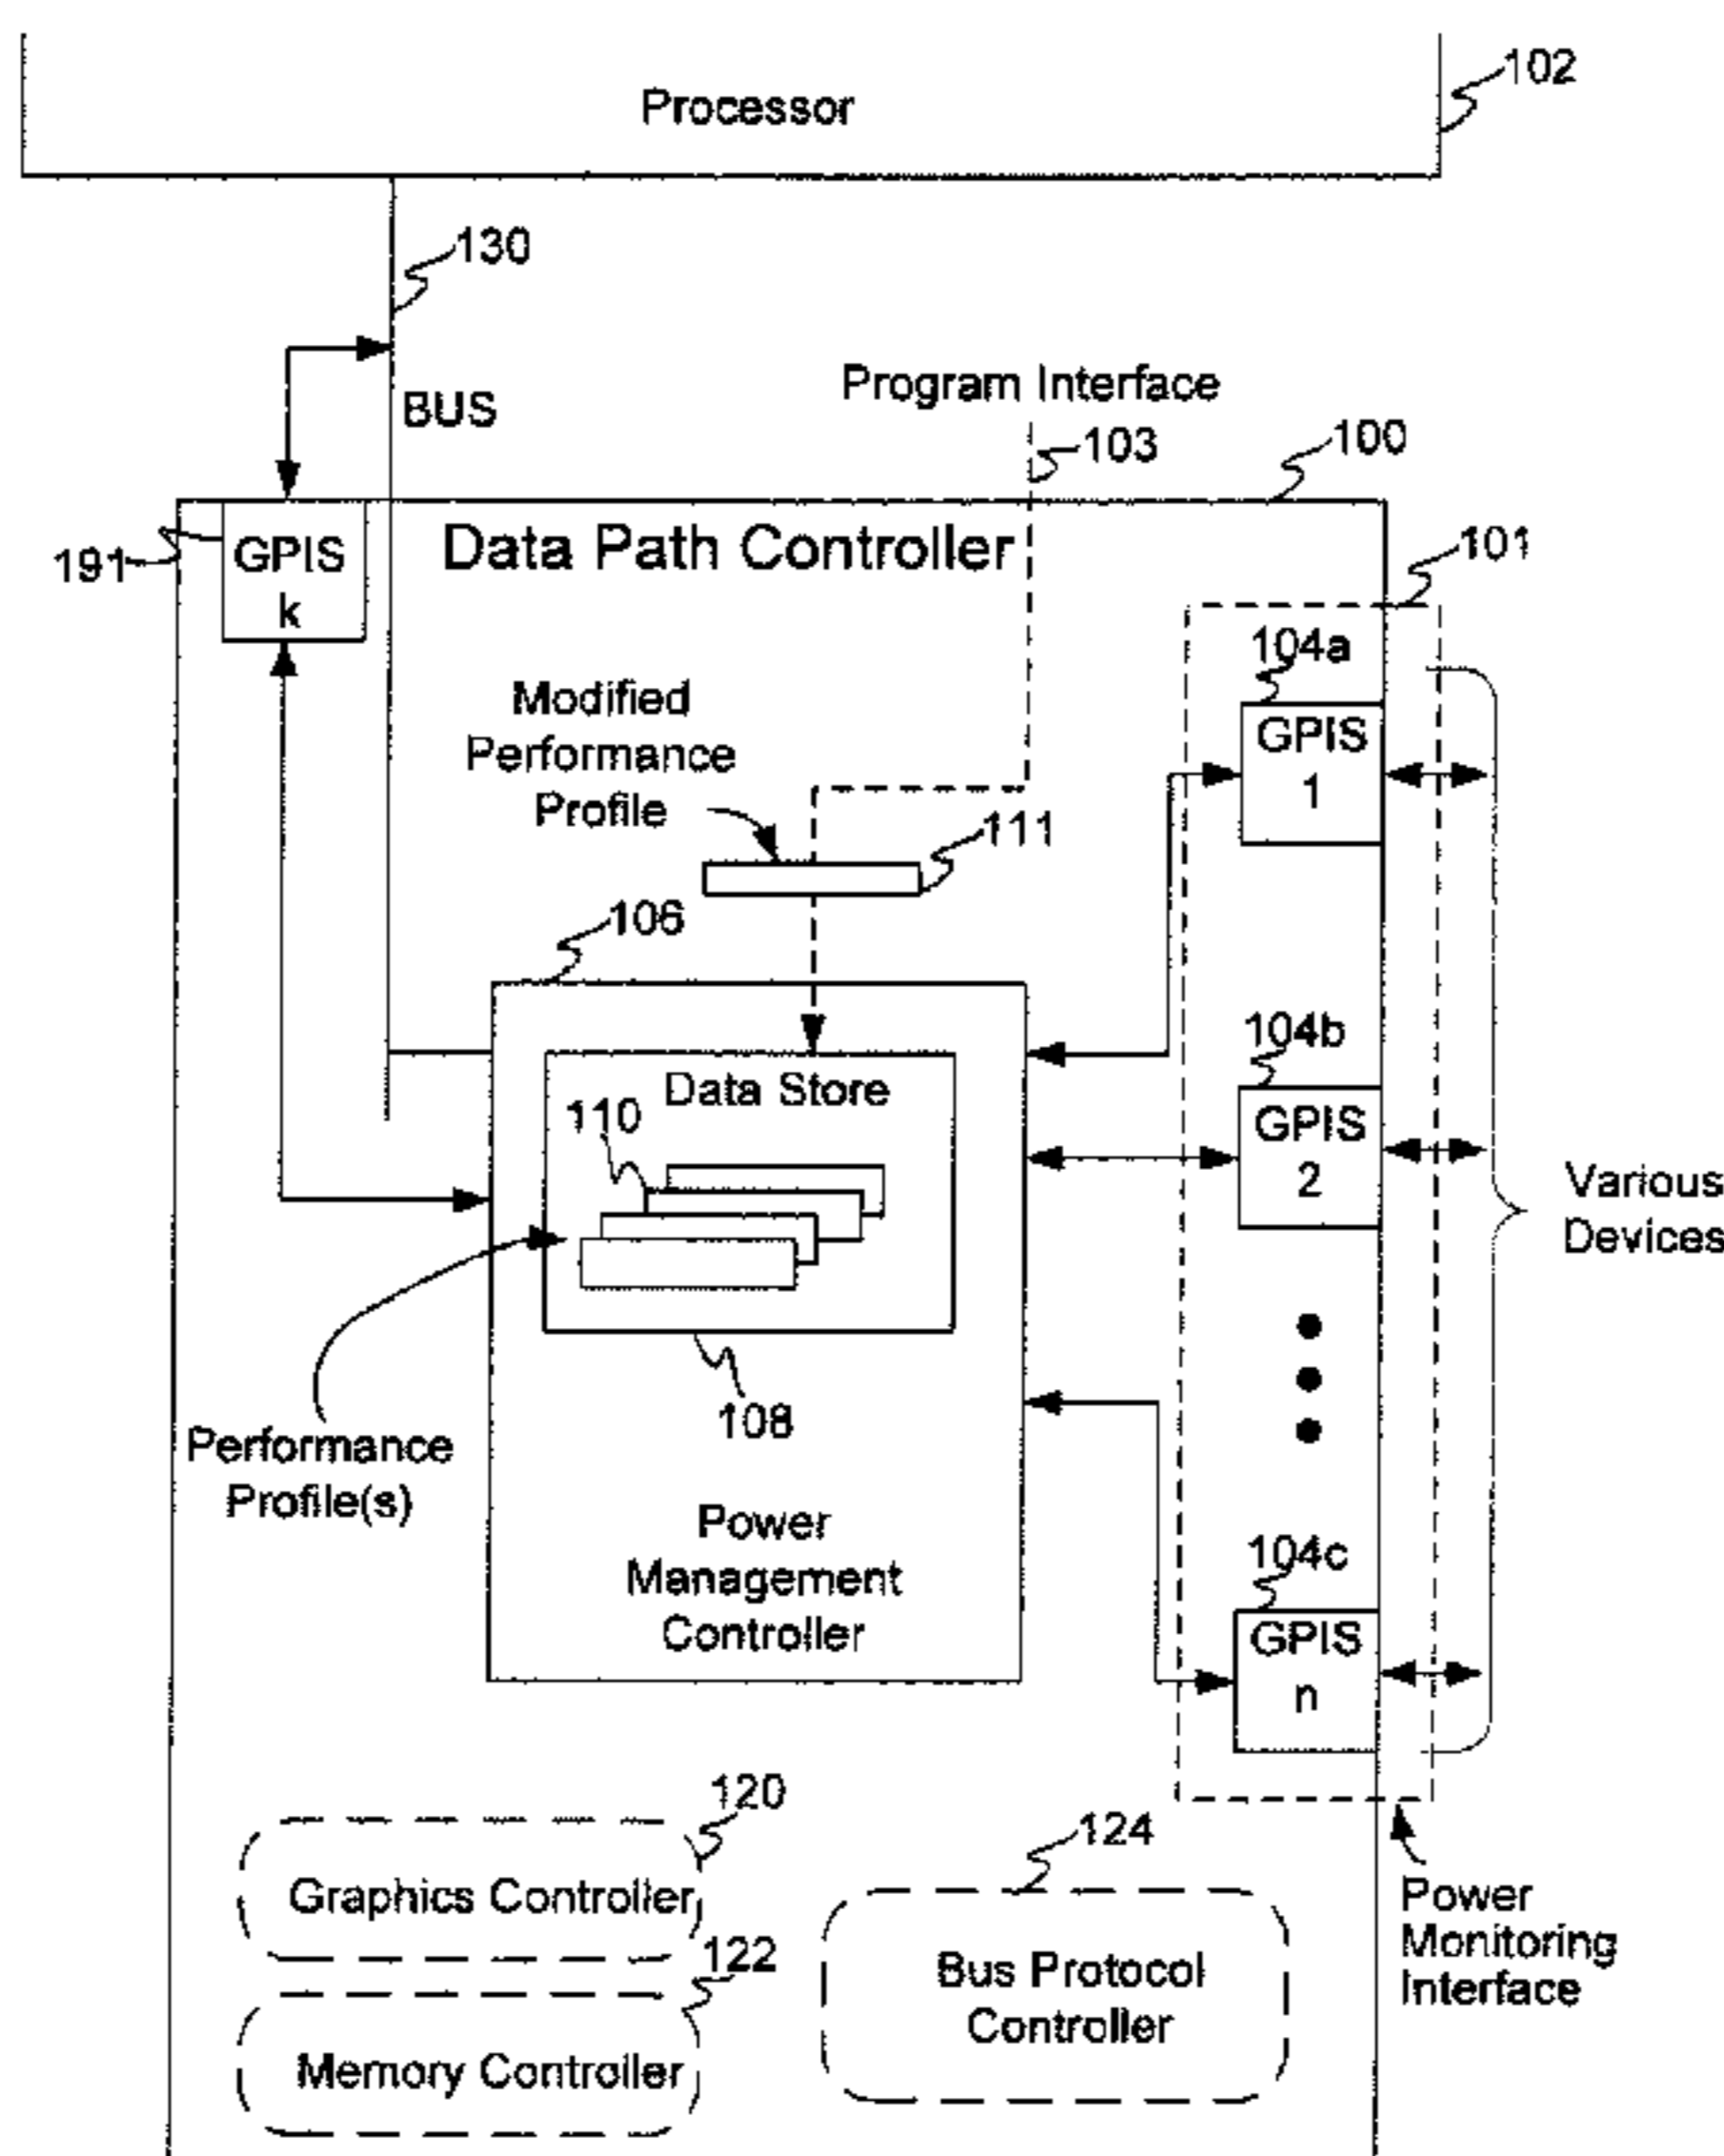 102
Processor
130
BUS
Program Interface
103
100
191
GPIS
k
Data Path Controller
101
104a
GPIS
1
Modified
Performance
Profile
111
106
104b
GPIS
2
Data Store
110
Various
Devices
108
Performance
Profile(s)
Power
Management
Controller
104c
GPIS
n
120
Graphics Controller
124
Power
Monitoring
Interface
122
Bus Protocol
Controller
Memory Controller